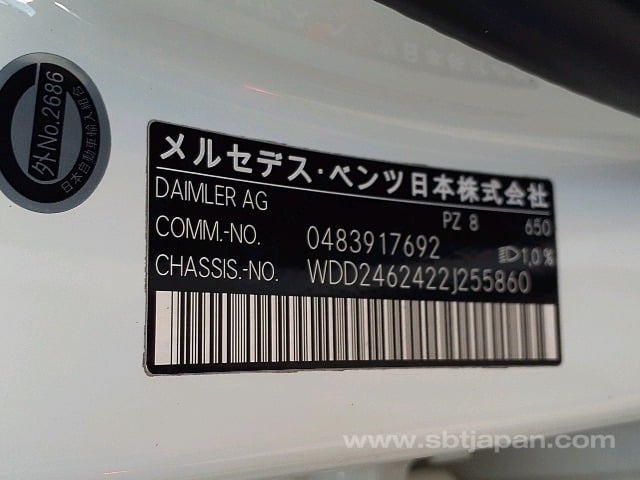 外No.2686
日本自動車輸入組合
メルセデス・ベンツ日本株式会社
DAIMLER AG
PZ 8 650
COMM.-NO. 0483917692
1,0%
CHASSIS.-NO. WDD2462422J255860
www.sbtjapan.com